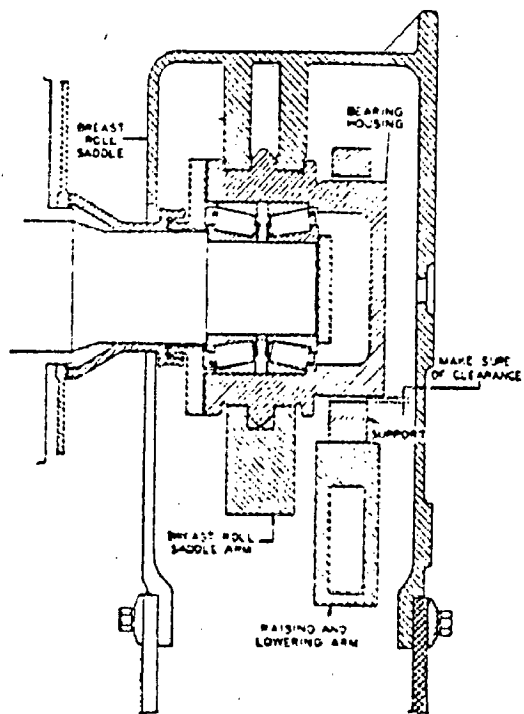 BREAST ROLL
SADDLE
BEARING
HOUSING
MAKE SURE
OF CLEARANCE
SUPPORT
BREAST ROLL
SADDLE ARM
RAISING AND
LOWERING ARM